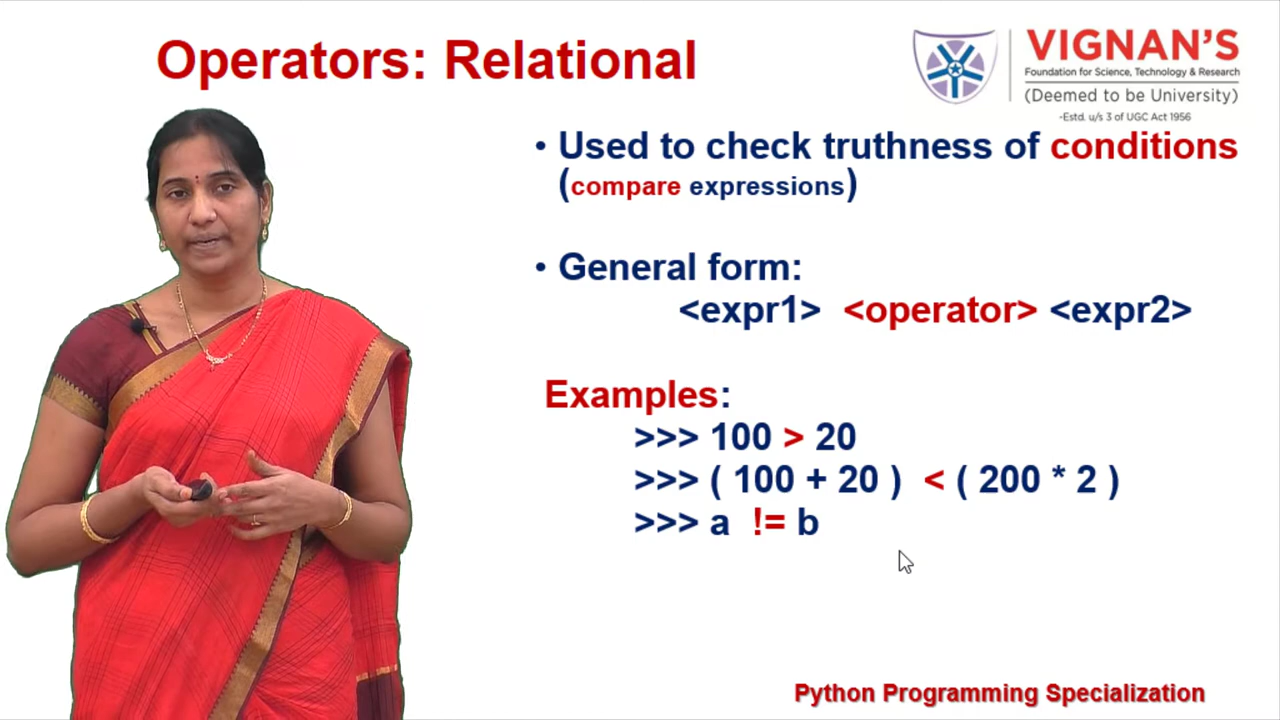 Operators: Relational
VIGNAN'S
Foundation for Science, Technology & Research
(Deemed to be University)
-Estd. u/s 3 of UGC Act 1956
• Used to check truthness of conditions
(compare expressions)
• General form:
<expr1> <operator> <expr2>
Examples:
>>> 100 > 20
>>> ( 100 + 20 ) < ( 200 * 2 )
>>> a != b
Python Programming Specialization